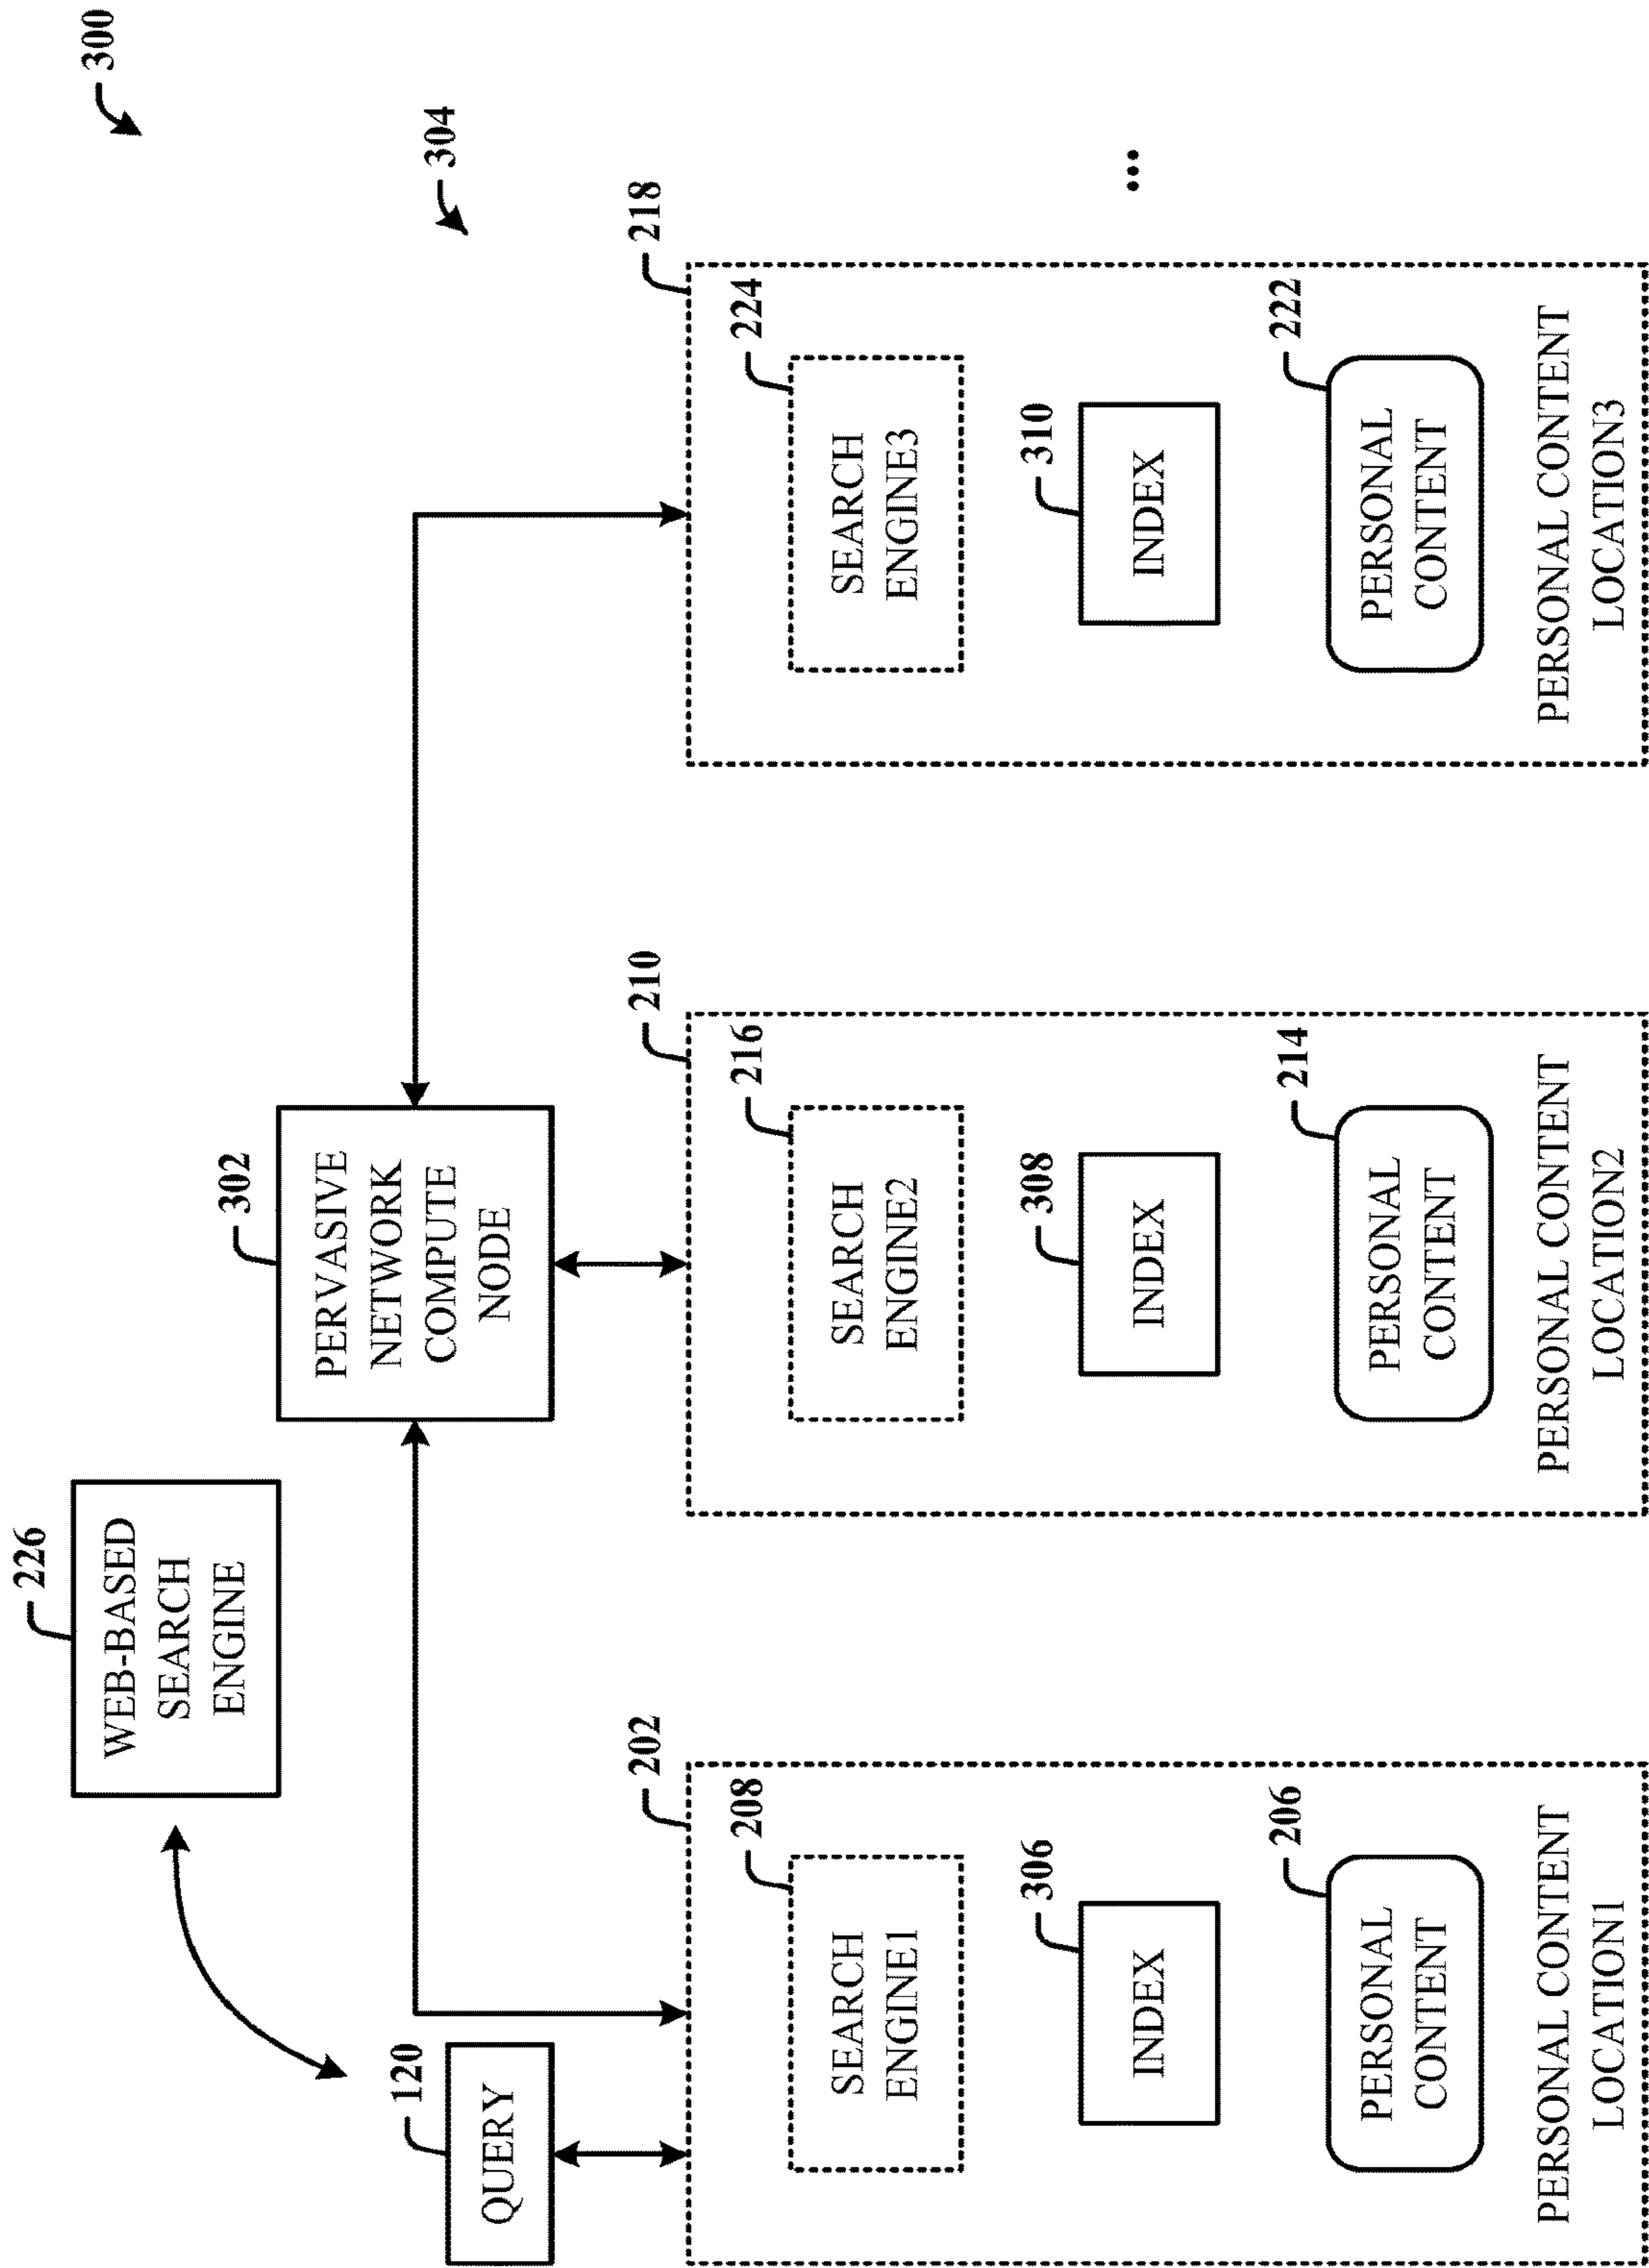 300
226
WEB-BASED
SEARCH
ENGINE
302
PERVASIVE
NETWORK
COMPUTE
NODE
304
120
QUERY
202
208
SEARCH
ENGINE1
306
INDEX
206
PERSONAL
CONTENT
PERSONAL CONTENT
LOCATION1
210
216
SEARCH
ENGINE2
308
INDEX
214
PERSONAL
CONTENT
PERSONAL CONTENT
LOCATION2
218
224
SEARCH
ENGINE3
310
INDEX
222
PERSONAL
CONTENT
PERSONAL CONTENT
LOCATION3
...